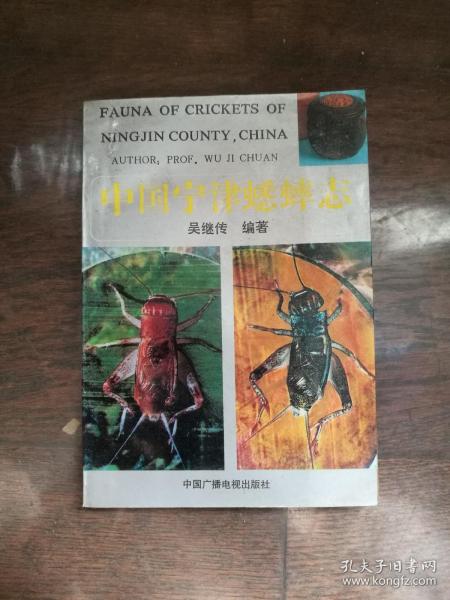 FAUNA OF CRICKETS OF
NINGJIN COUNTY, CHINA
AUTHOR; PROF. WU JI CHUAN
中国宁津蟋蟀志
吴继传 编著
中国广播电视出版社
孔夫子旧书网
www.kongfz.com